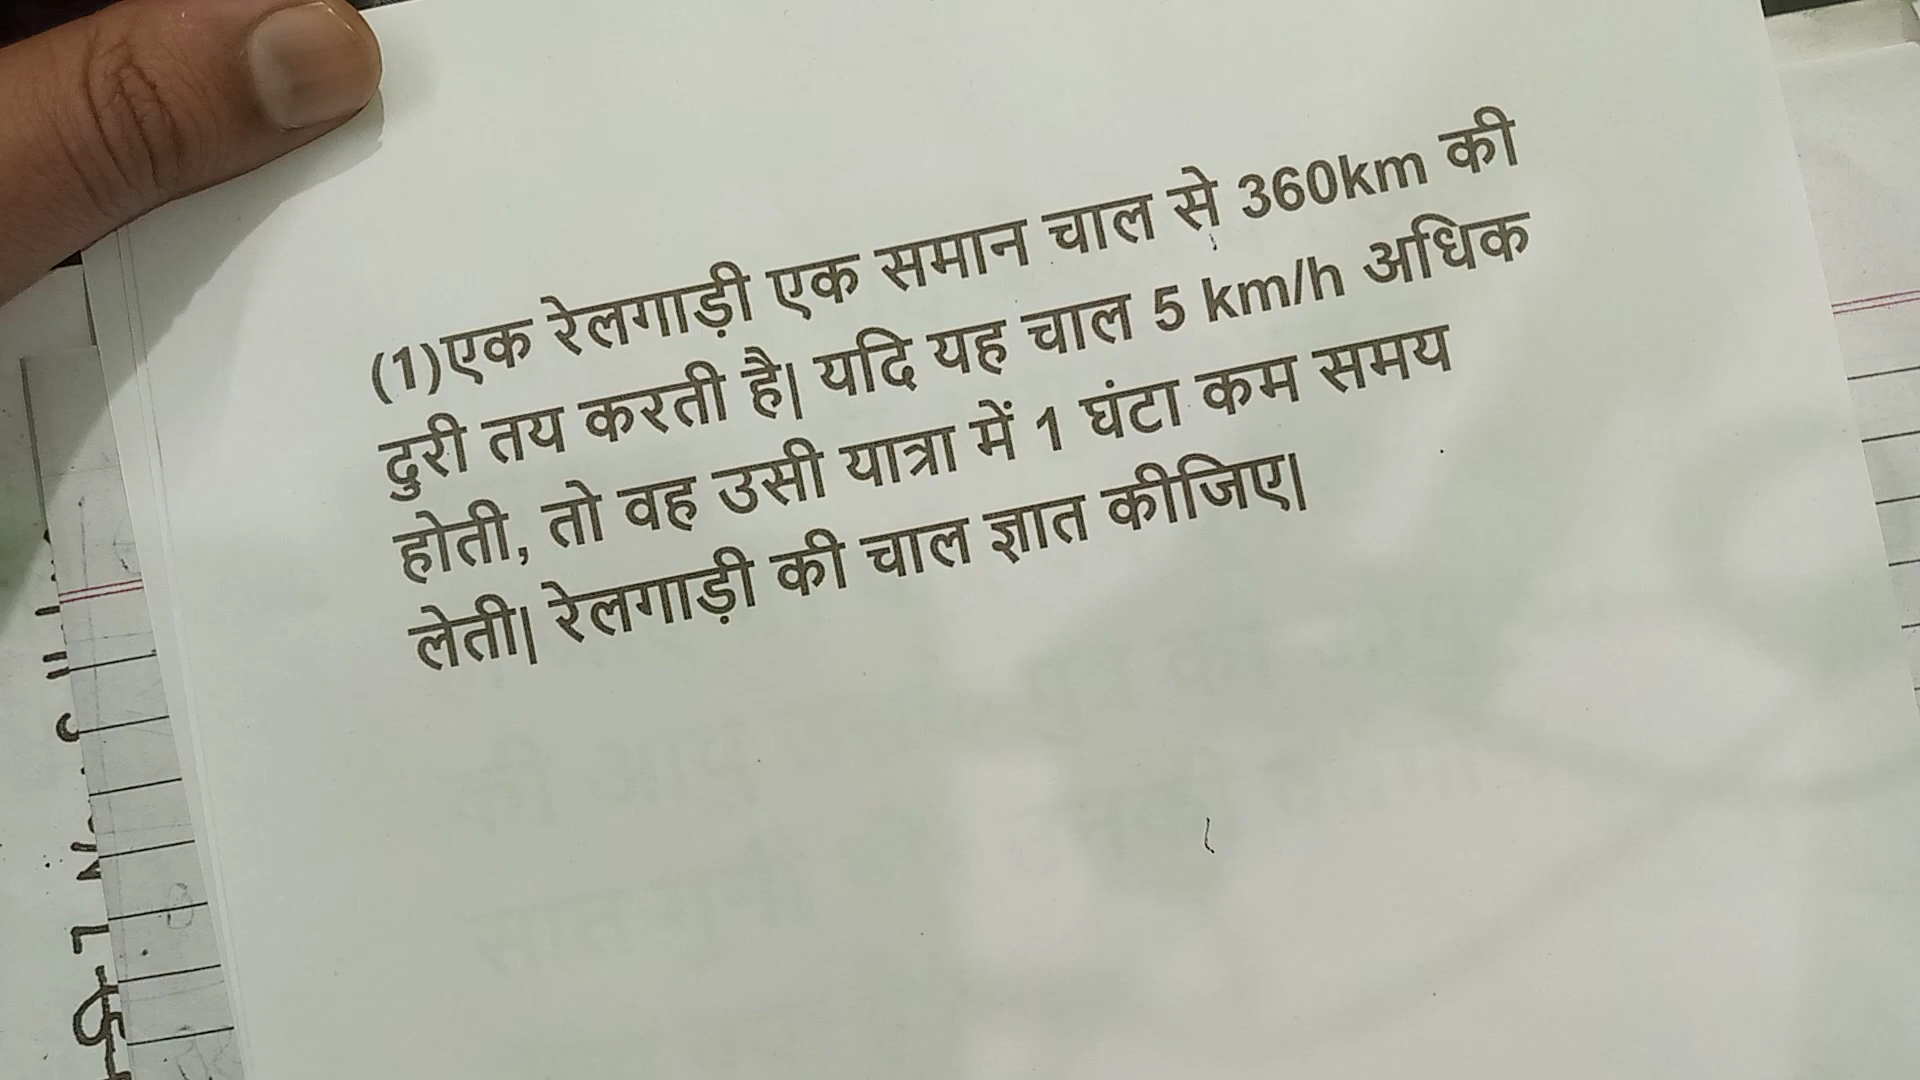 (1)एक रेलगाड़ी एक समान चाल से 360km की
दुरी तय करती है| यदि यह चाल 5 km/h अधिक
होती, तो वह उसी यात्रा में 1 घंटा कम समय
लेती| रेलगाड़ी की चाल ज्ञात कीजिए|